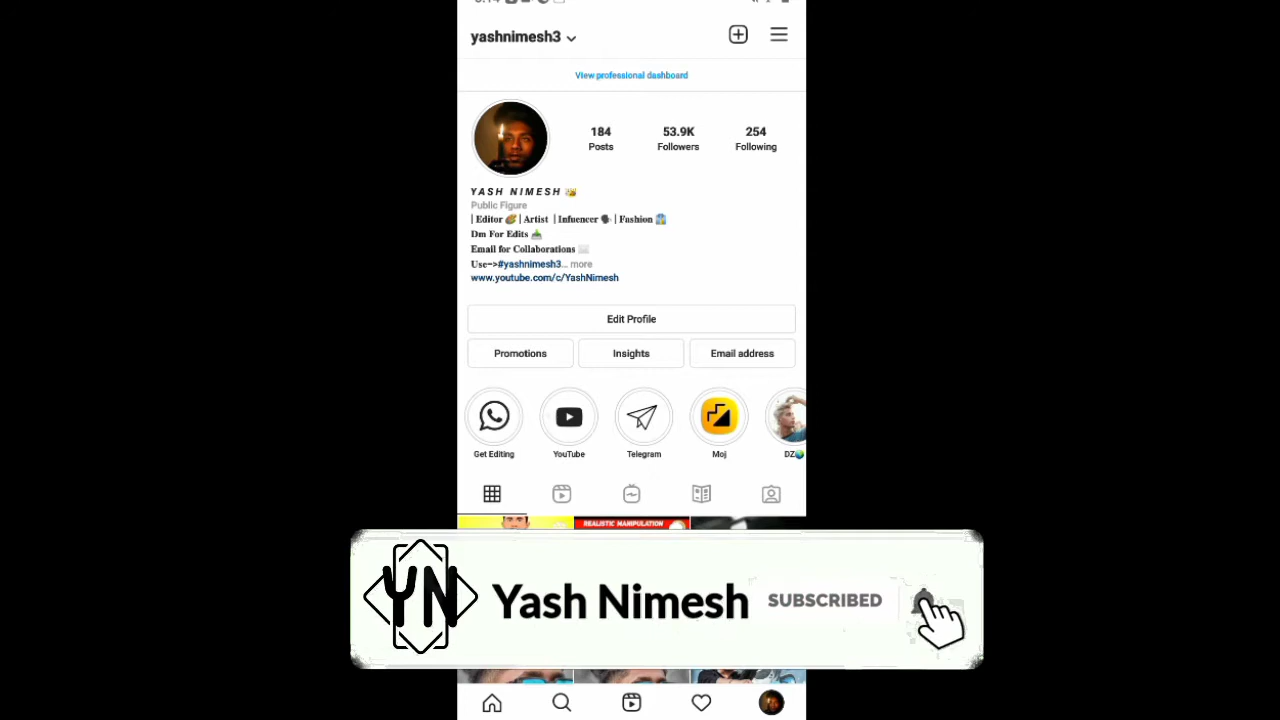 yashnimesh3
View professional dashboard
184 53.9K 254
Posts Followers Following
YASH NIMESH
Public Figure
| Editor | Artist | Infuencer | Fashion
Dm For Edits
Email for Collaborations
Use=>#yashnimesh3... more
www.youtube.com/c/YashNimesh
Edit Profile
Promotions Insights Email address
Get Editing YouTube Telegram Moj DZ
REALISTIC MANIPULATION
YN Yash Nimesh SUBSCRIBED